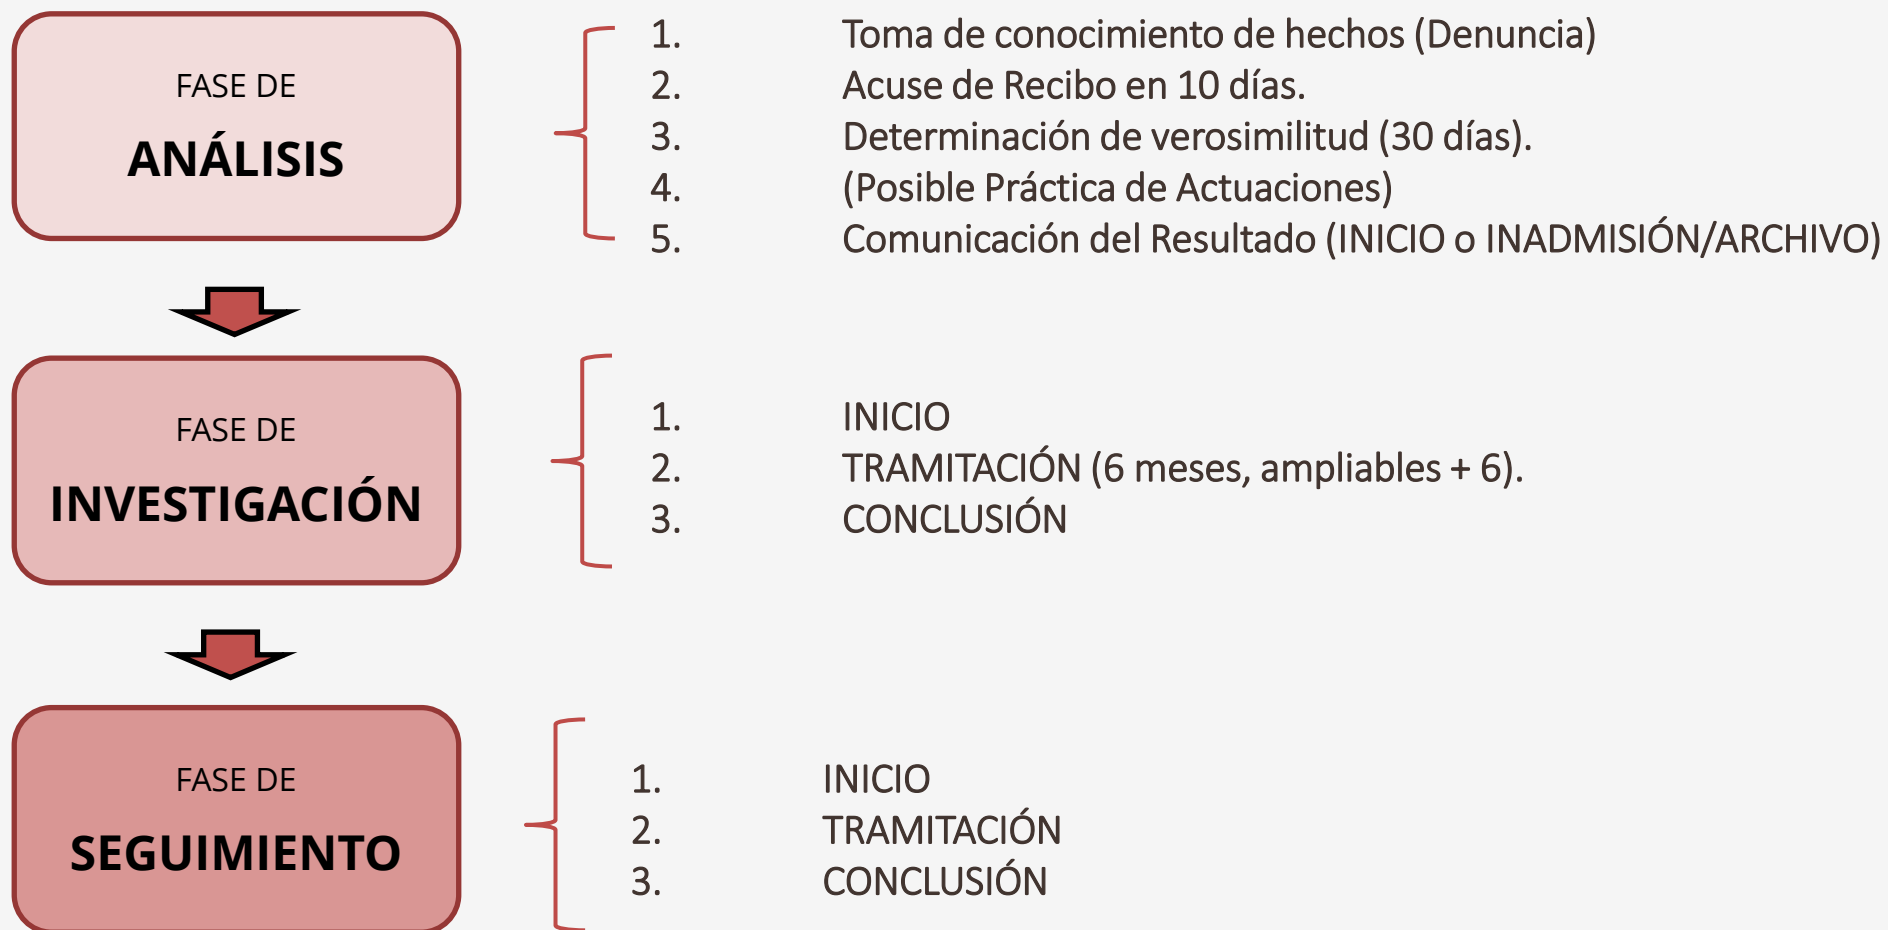 FASE DE
ANÁLISIS
1. Toma de conocimiento de hechos (Denuncia)
2. Acuse de Recibo en 10 días.
3. Determinación de verosimilitud (30 días).
4. (Posible Práctica de Actuaciones)
5. Comunicación del Resultado (INICIO o INADMISIÓN/ARCHIVO)
FASE DE
INVESTIGACIÓN
1. INICIO
2. TRAMITACIÓN (6 meses, ampliables + 6).
3. CONCLUSIÓN
FASE DE
SEGUIMIENTO
1. INICIO
2. TRAMITACIÓN
3. CONCLUSIÓN